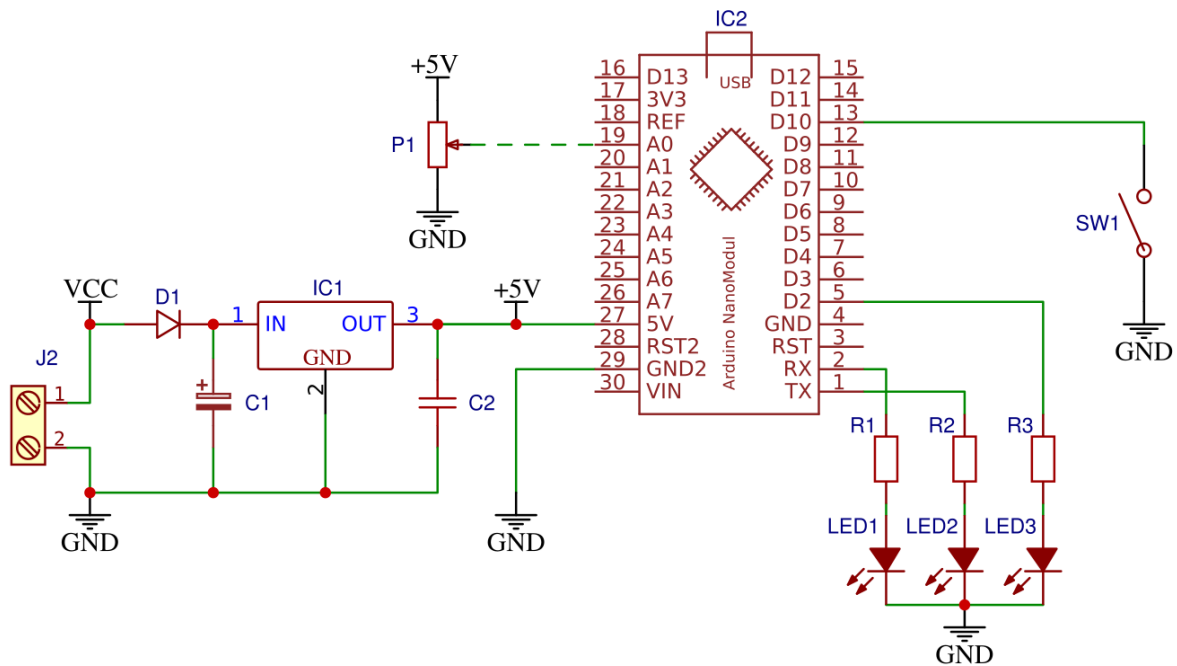 IC2
+5V
P1
GND
16 D13
17 3V3
18 REF
19 A0
20 A1
21 A2
22 A3
23 A4
24 A5
25 A6
26 A7
27 5V
28 RST2
29 GND2
30 VIN
USB
Arduino NanoModul
D12 15
D11 14
D10 13
D9 12
D8 11
D7 10
D6 9
D5 8
D4 7
D3 6
D2 5
GND 4
RST 3
RX 2
TX 1
SW1
GND
VCC
D1
IC1
1 IN
OUT 3
GND
2
+5V
J2
1
2
+
C1
C2
GND
GND
R1
R2
R3
LED1
LED2
LED3
GND